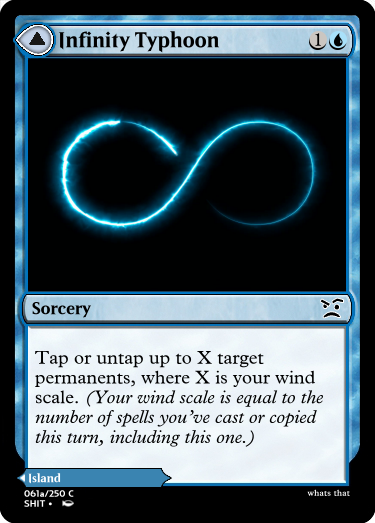 Infinity Typhoon 1
Sorcery
Tap or untap up to X target
permanents, where X is your wind
scale. (Your wind scale is equal to the
number of spells you've cast or copied
this turn, including this one.)
Island
061a/250 C whats that
SHIT •